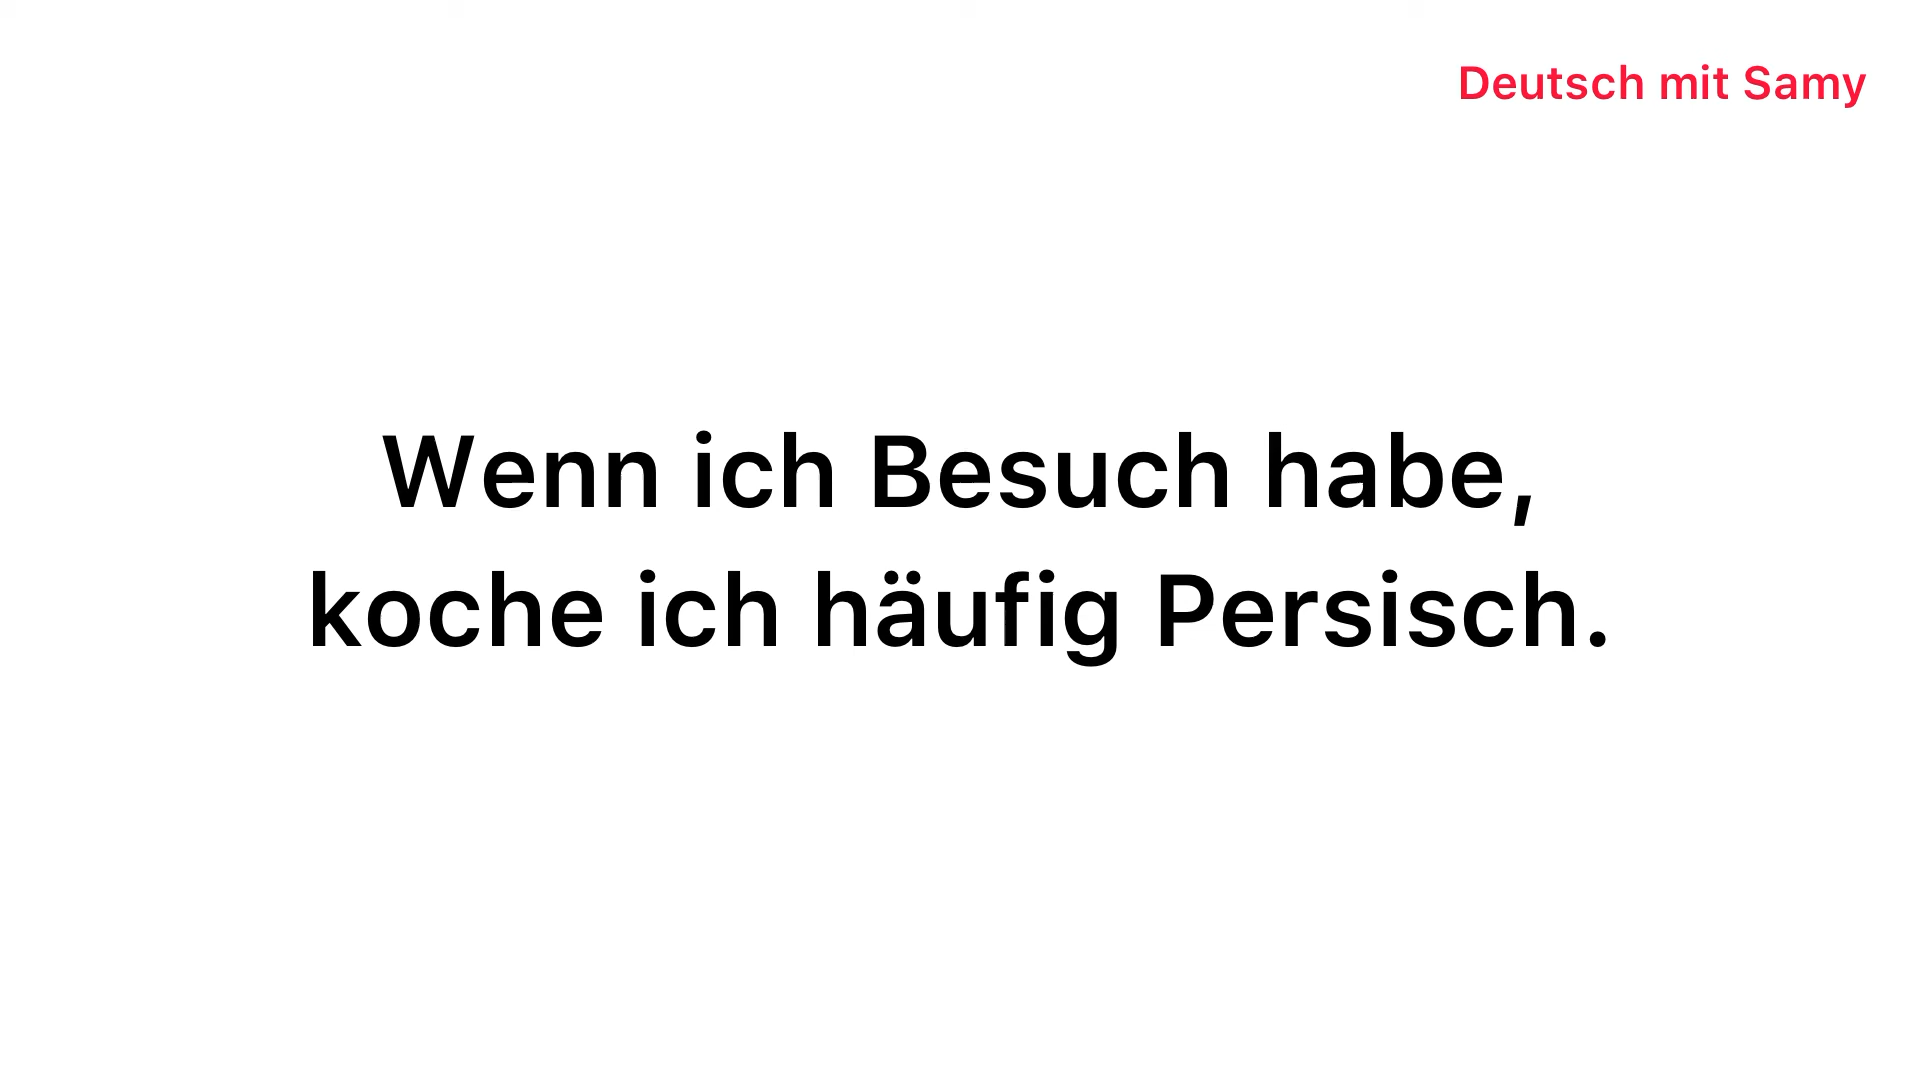 Deutsch mit Samy
Wenn ich Besuch habe,
koche ich häufig Persisch.